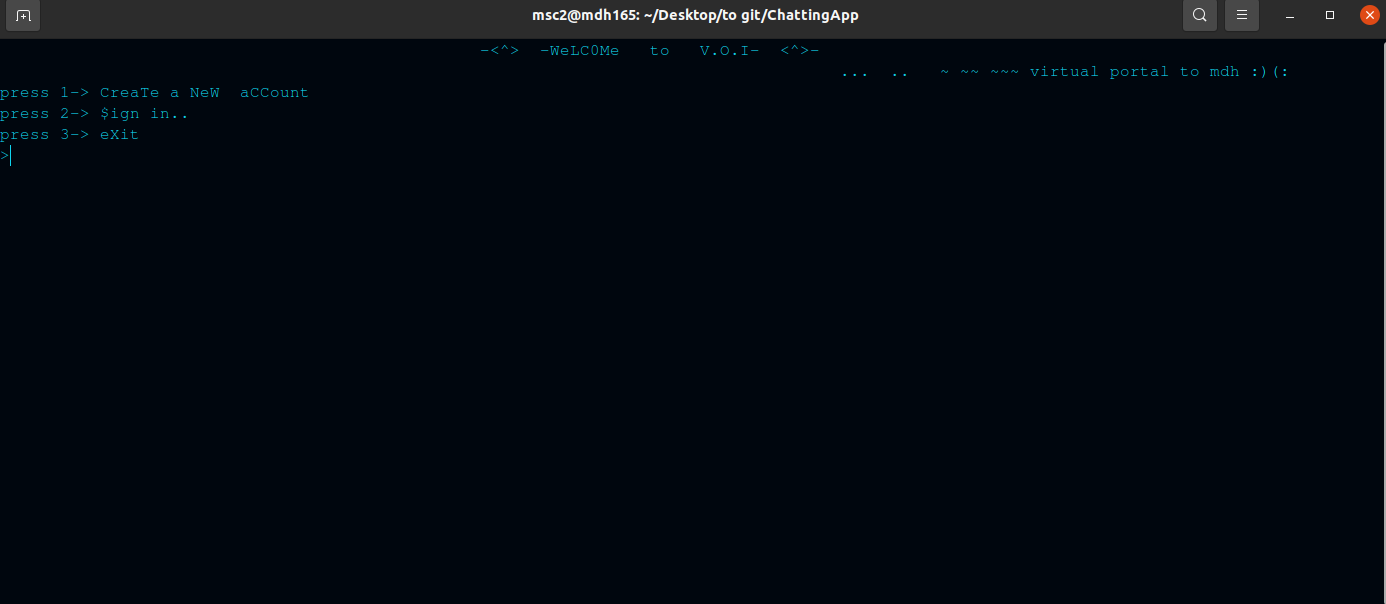 msc2@mdh165: ~/Desktop/to git/ChattingApp
-<^>  -WeLC0Me   to   V.O.I-  <^>-
...  ..   ~ ~~ ~~~ virtual portal to mdh :)(:
press 1-> CreaTe a NeW  aCCount
press 2-> $ign in..
press 3-> eXit
>